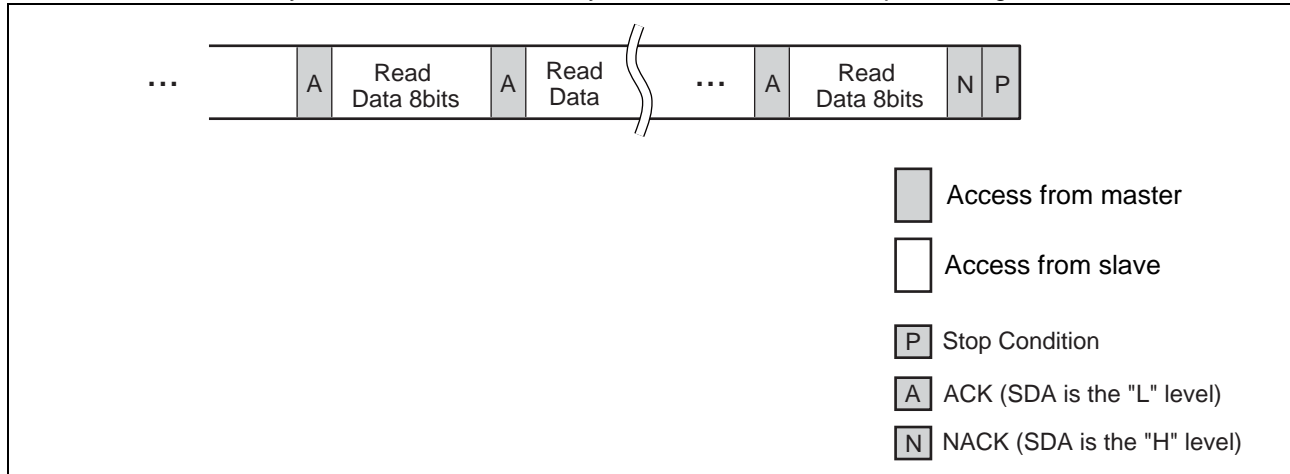 ... A Read Data 8bits A Read Data ... A Read Data 8bits N P
Access from master
Access from slave
P Stop Condition
A ACK (SDA is the "L" level)
N NACK (SDA is the "H" level)